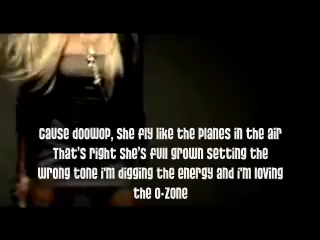 Cause doowop, she fly like the planes in the air
That's right she's full grown setting the
wrong tone i'm digging the energy and i'm loving
the O-Zone